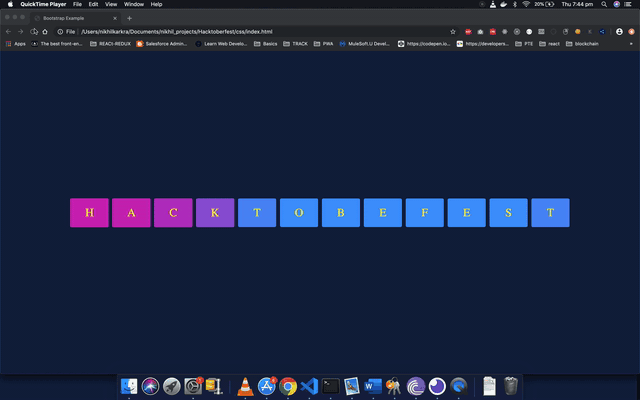 QuickTime Player File Edit View Window Help 20% Thu 7:44 pm
Bootstrap Example
File /Users/nikhilkarkra/Documents/nikhil_projects/Hacktoberfest/css/index.html
Apps The best front-en... REACT-REDUX Salesforce Admin... Learn Web Develo... Basics TRACK PWA MuleSoft.U Devel... https://codepen.io... https://developers... PTE react blockchain
H A C K T O B E F E S T